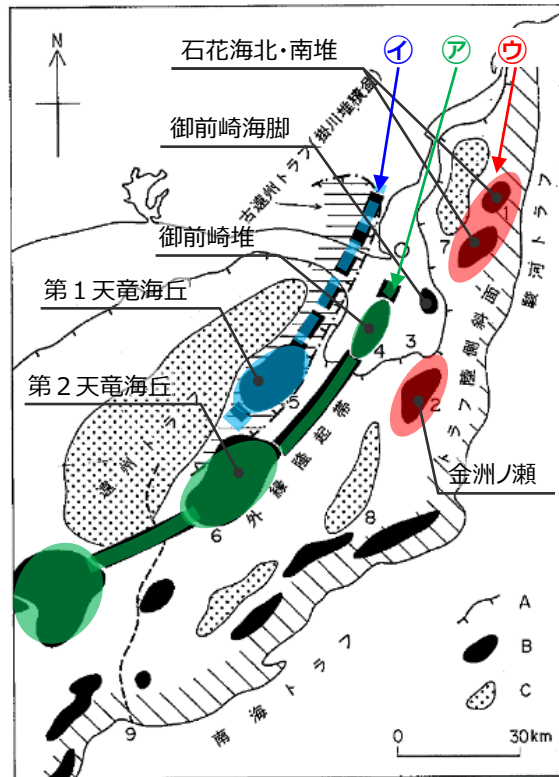 N
石花海北・南堆
イ
ア
ウ
御前崎海脚
古遠州トラフ(掛川堆積盆)
御前崎堆
第1天竜海丘
第2天竜海丘
金洲ノ瀬
駿河トラフ
トラフ陸側斜面
外縁隆起帯
遠州トラフ
南海トラフ
1
7
3
4
2
5
6
8
9
A
B
C
0
30km